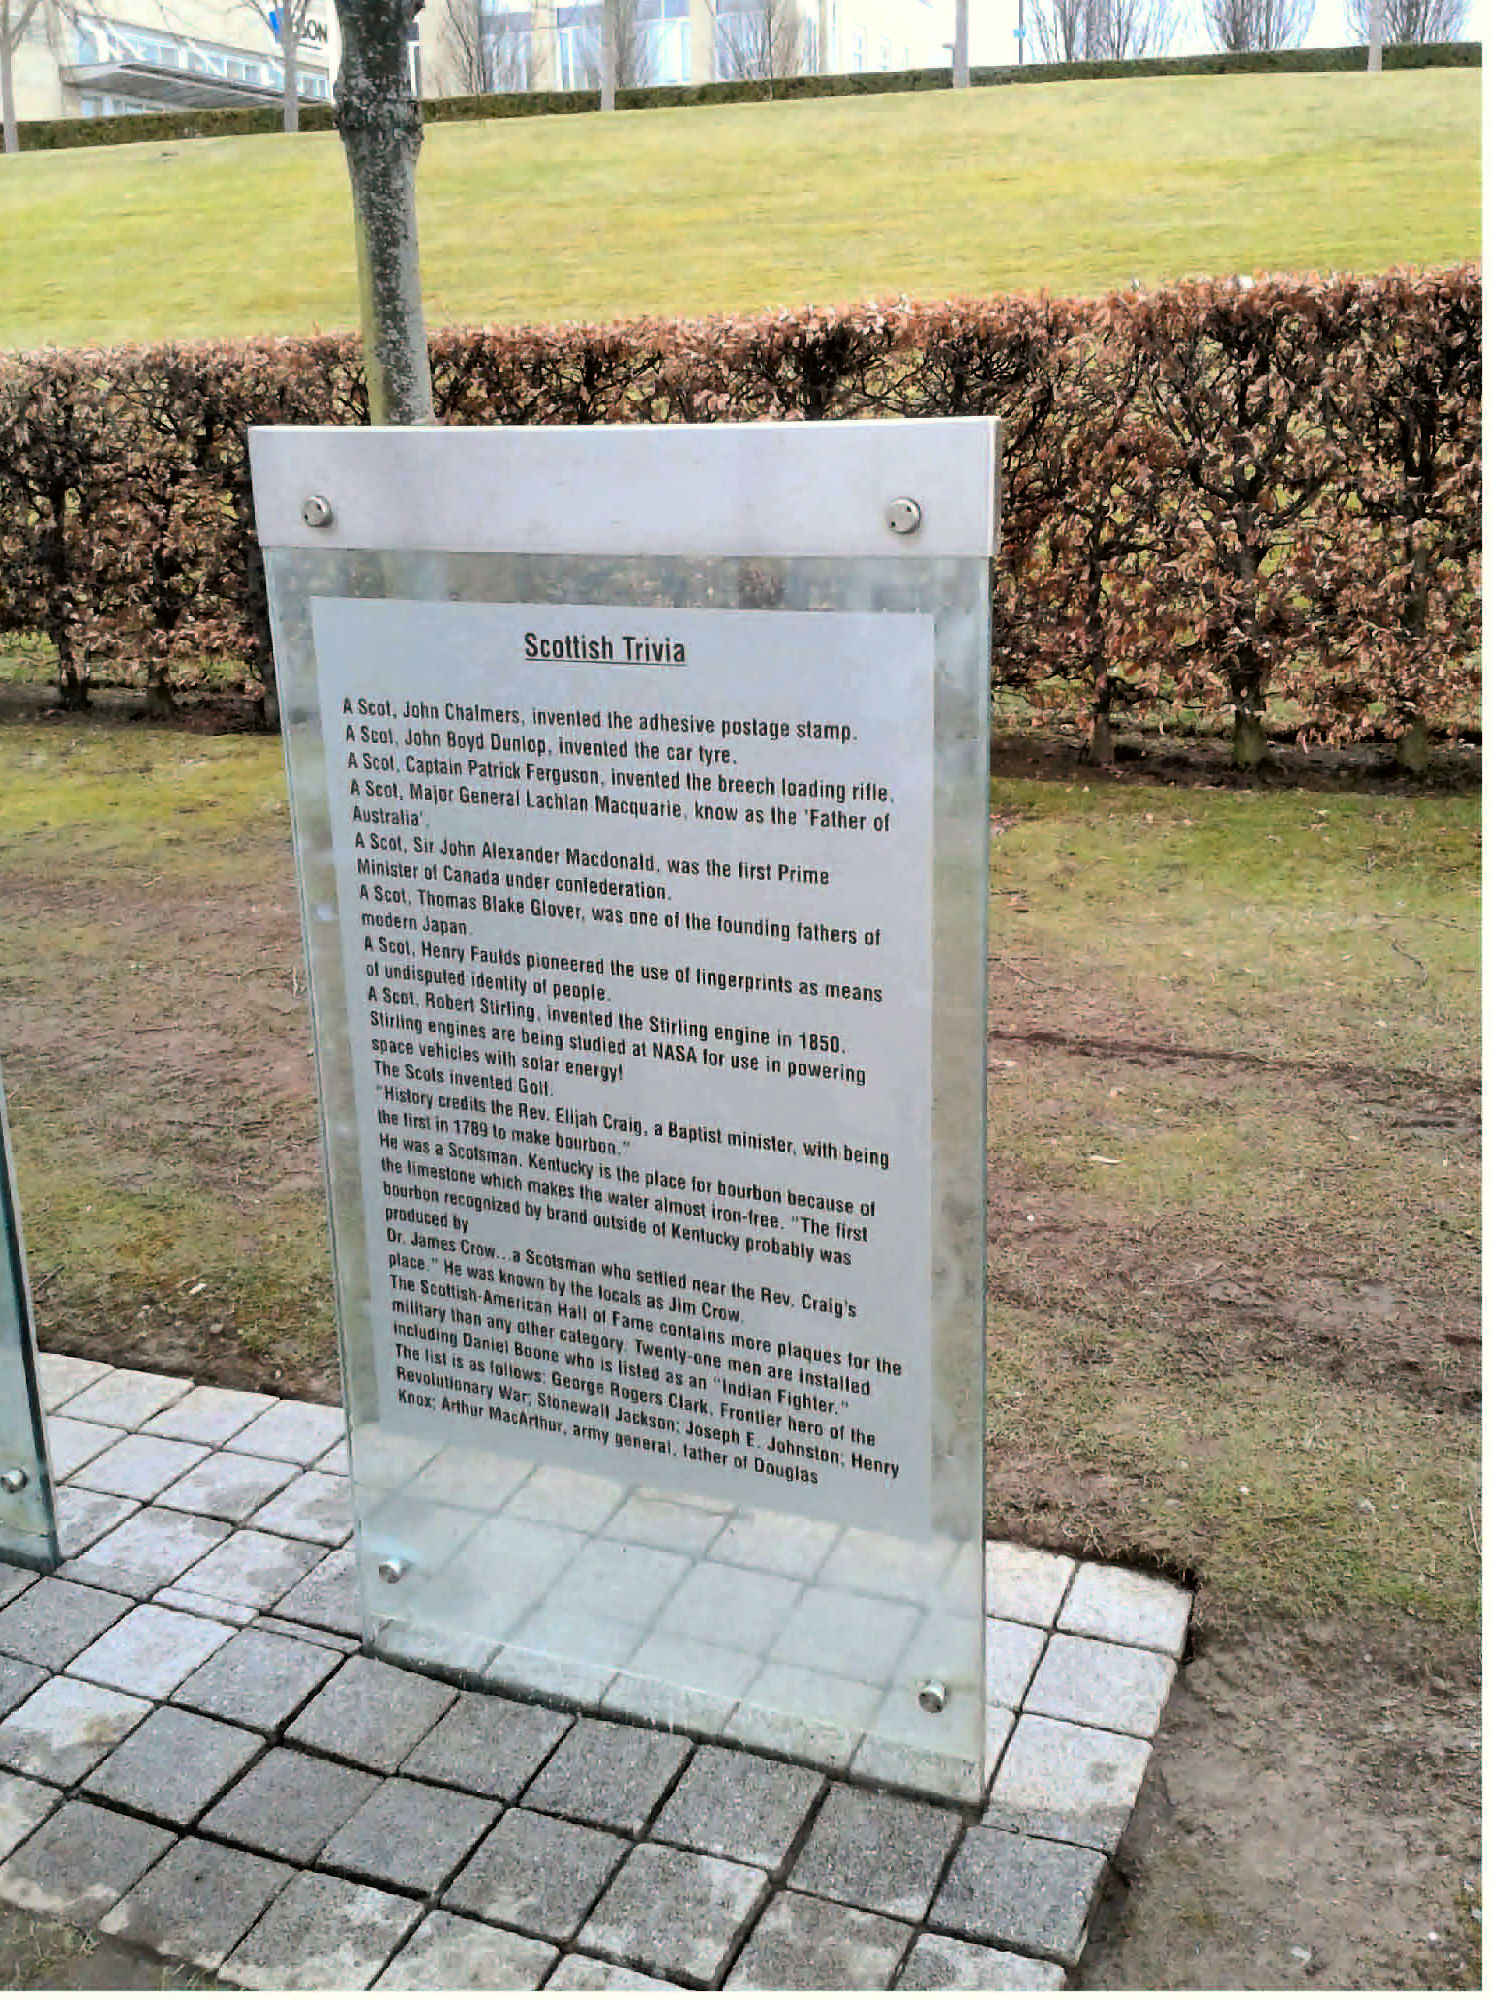 SON
Scottish Trivia
A Scot, John Chalmers, invented the adhesive postage stamp.
A Scot, John Boyd Dunlop, invented the car tyre.
A Scot, Captain Patrick Ferguson, invented the breech loading rifle.
A Scot, Major General Lachlan Macquarie, know as the 'Father of
Australia'.
A Scot, Sir John Alexander Macdonald, was the first Prime
Minister of Canada under confederation.
A Scot, Thomas Blake Glover, was one of the founding fathers of
modern Japan.
A Scot, Henry Faulds pioneered the use of fingerprints as means
of undisputed identity of people.
A Scot, Robert Stirling, invented the Stirling engine in 1850.
Stirling engines are being studied at NASA for use in powering
space vehicles with solar energy!
The Scots invented Golf.
"History credits the Rev. Elijah Craig, a Baptist minister, with being
the first in 1789 to make bourbon."
He was a Scotsman. Kentucky is the place for bourbon because of
the limestone which makes the water almost iron-free. "The first
bourbon recognized by brand outside of Kentucky probably was
produced by
Dr. James Crow...a Scotsman who settled near the Rev. Craig's
place." He was known by the locals as Jim Crow.
The Scottish-American Hall of Fame contains more plaques for the
military than any other category. Twenty-one men are installed
including Daniel Boone who is listed as an "Indian Fighter."
The list is as follows: George Rogers Clark, Frontier hero of the
Revolutionary War; Stonewall Jackson; Joseph E. Johnston; Henry
Knox; Arthur MacArthur, army general, father of Douglas